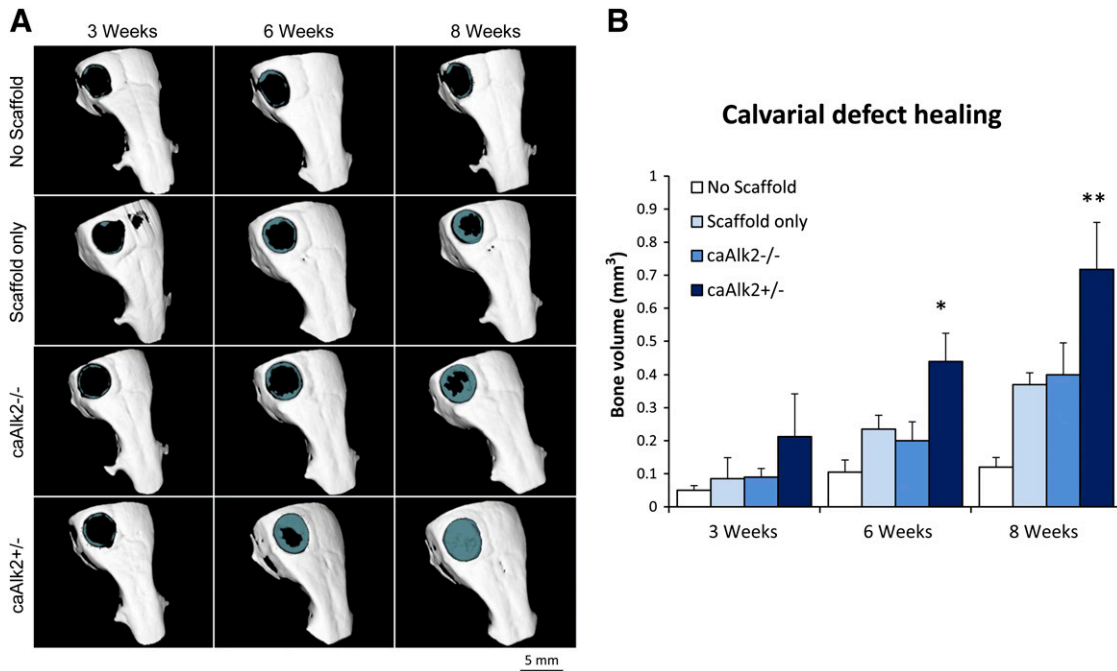 A
3 Weeks 6 Weeks 8 Weeks
No Scaffold
Scaffold only
caAlk2-/-
caAlk2+/-
5 mm
B
Calvarial defect healing
Bone volume (mm³)
1
0.9
0.8
0.7
0.6
0.5
0.4
0.3
0.2
0.1
0
No Scaffold
Scaffold only
caAlk2-/-
caAlk2+/-
*
**
3 Weeks 6 Weeks 8 Weeks